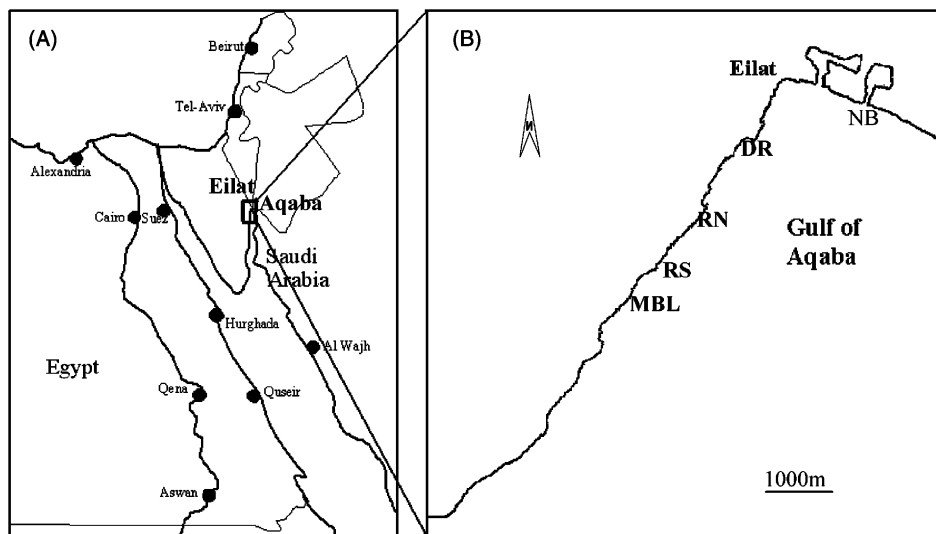 (A)
Beirut
Tel-Aviv
Alexandria
Eilat
Aqaba
Cairo
Suez
Saudi
Arabia
Hurghada
Al Wajh
Egypt
Qena
Quseir
Aswan
(B)
Eilat
NB
N
DR
RN
Gulf of
Aqaba
RS
MBL
1000m